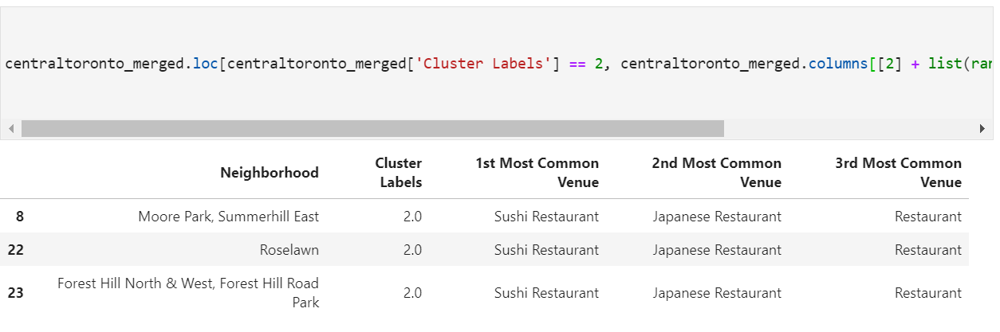 centraltoronto_merged.loc[centraltoronto_merged['Cluster Labels'] == 2, centraltoronto_merged.columns[[2] + list(ran
Neighborhood Cluster Labels 1st Most Common Venue 2nd Most Common Venue 3rd Most Common Venue
8 Moore Park, Summerhill East 2.0 Sushi Restaurant Japanese Restaurant Restaurant
22 Roselawn 2.0 Sushi Restaurant Japanese Restaurant Restaurant
23 Forest Hill North & West, Forest Hill Road Park 2.0 Sushi Restaurant Japanese Restaurant Restaurant